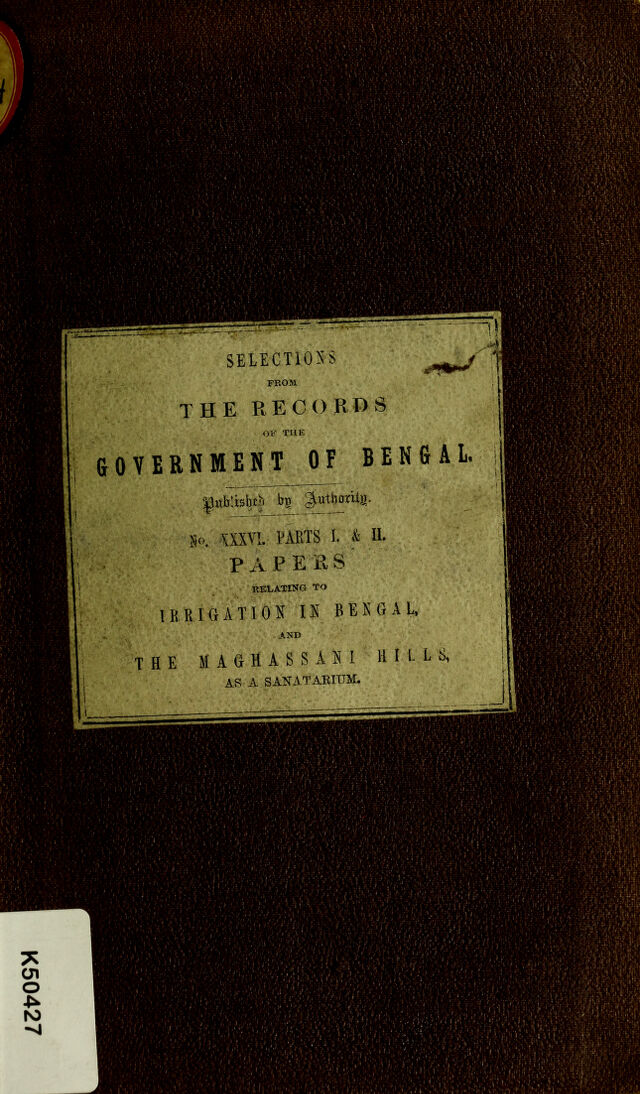 SELECTIONS
FROM
THE RECORDS
OF THE
GOVERNMENT OF BENGAL.
Published by Authority.
No. XXXVI. PARTS I. & II.
PAPERS
RELATING TO
IRRIGATION IN BENGAL,
AND
THE MAGHASSANI HILLS,
AS A SANATARIUM.
K50427